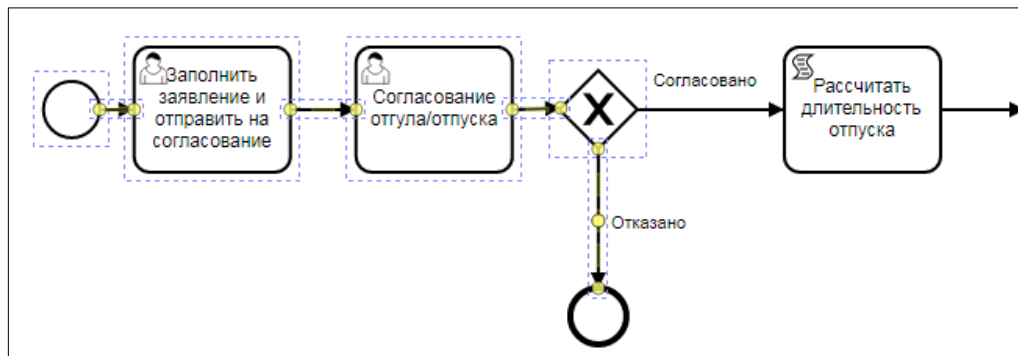 Заполнить
заявление и
отправить на
согласование
Согласование
отгула/отпуска
Согласовано
Рассчитать
длительность
отпуска
Отказано